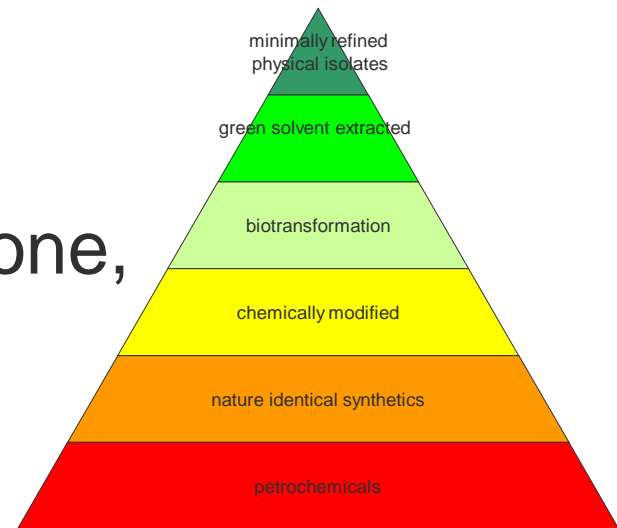 minimally refined
physical isolates
green solvent extracted
biotransformation
one,
chemically modified
nature identical synthetics
petrochemicals